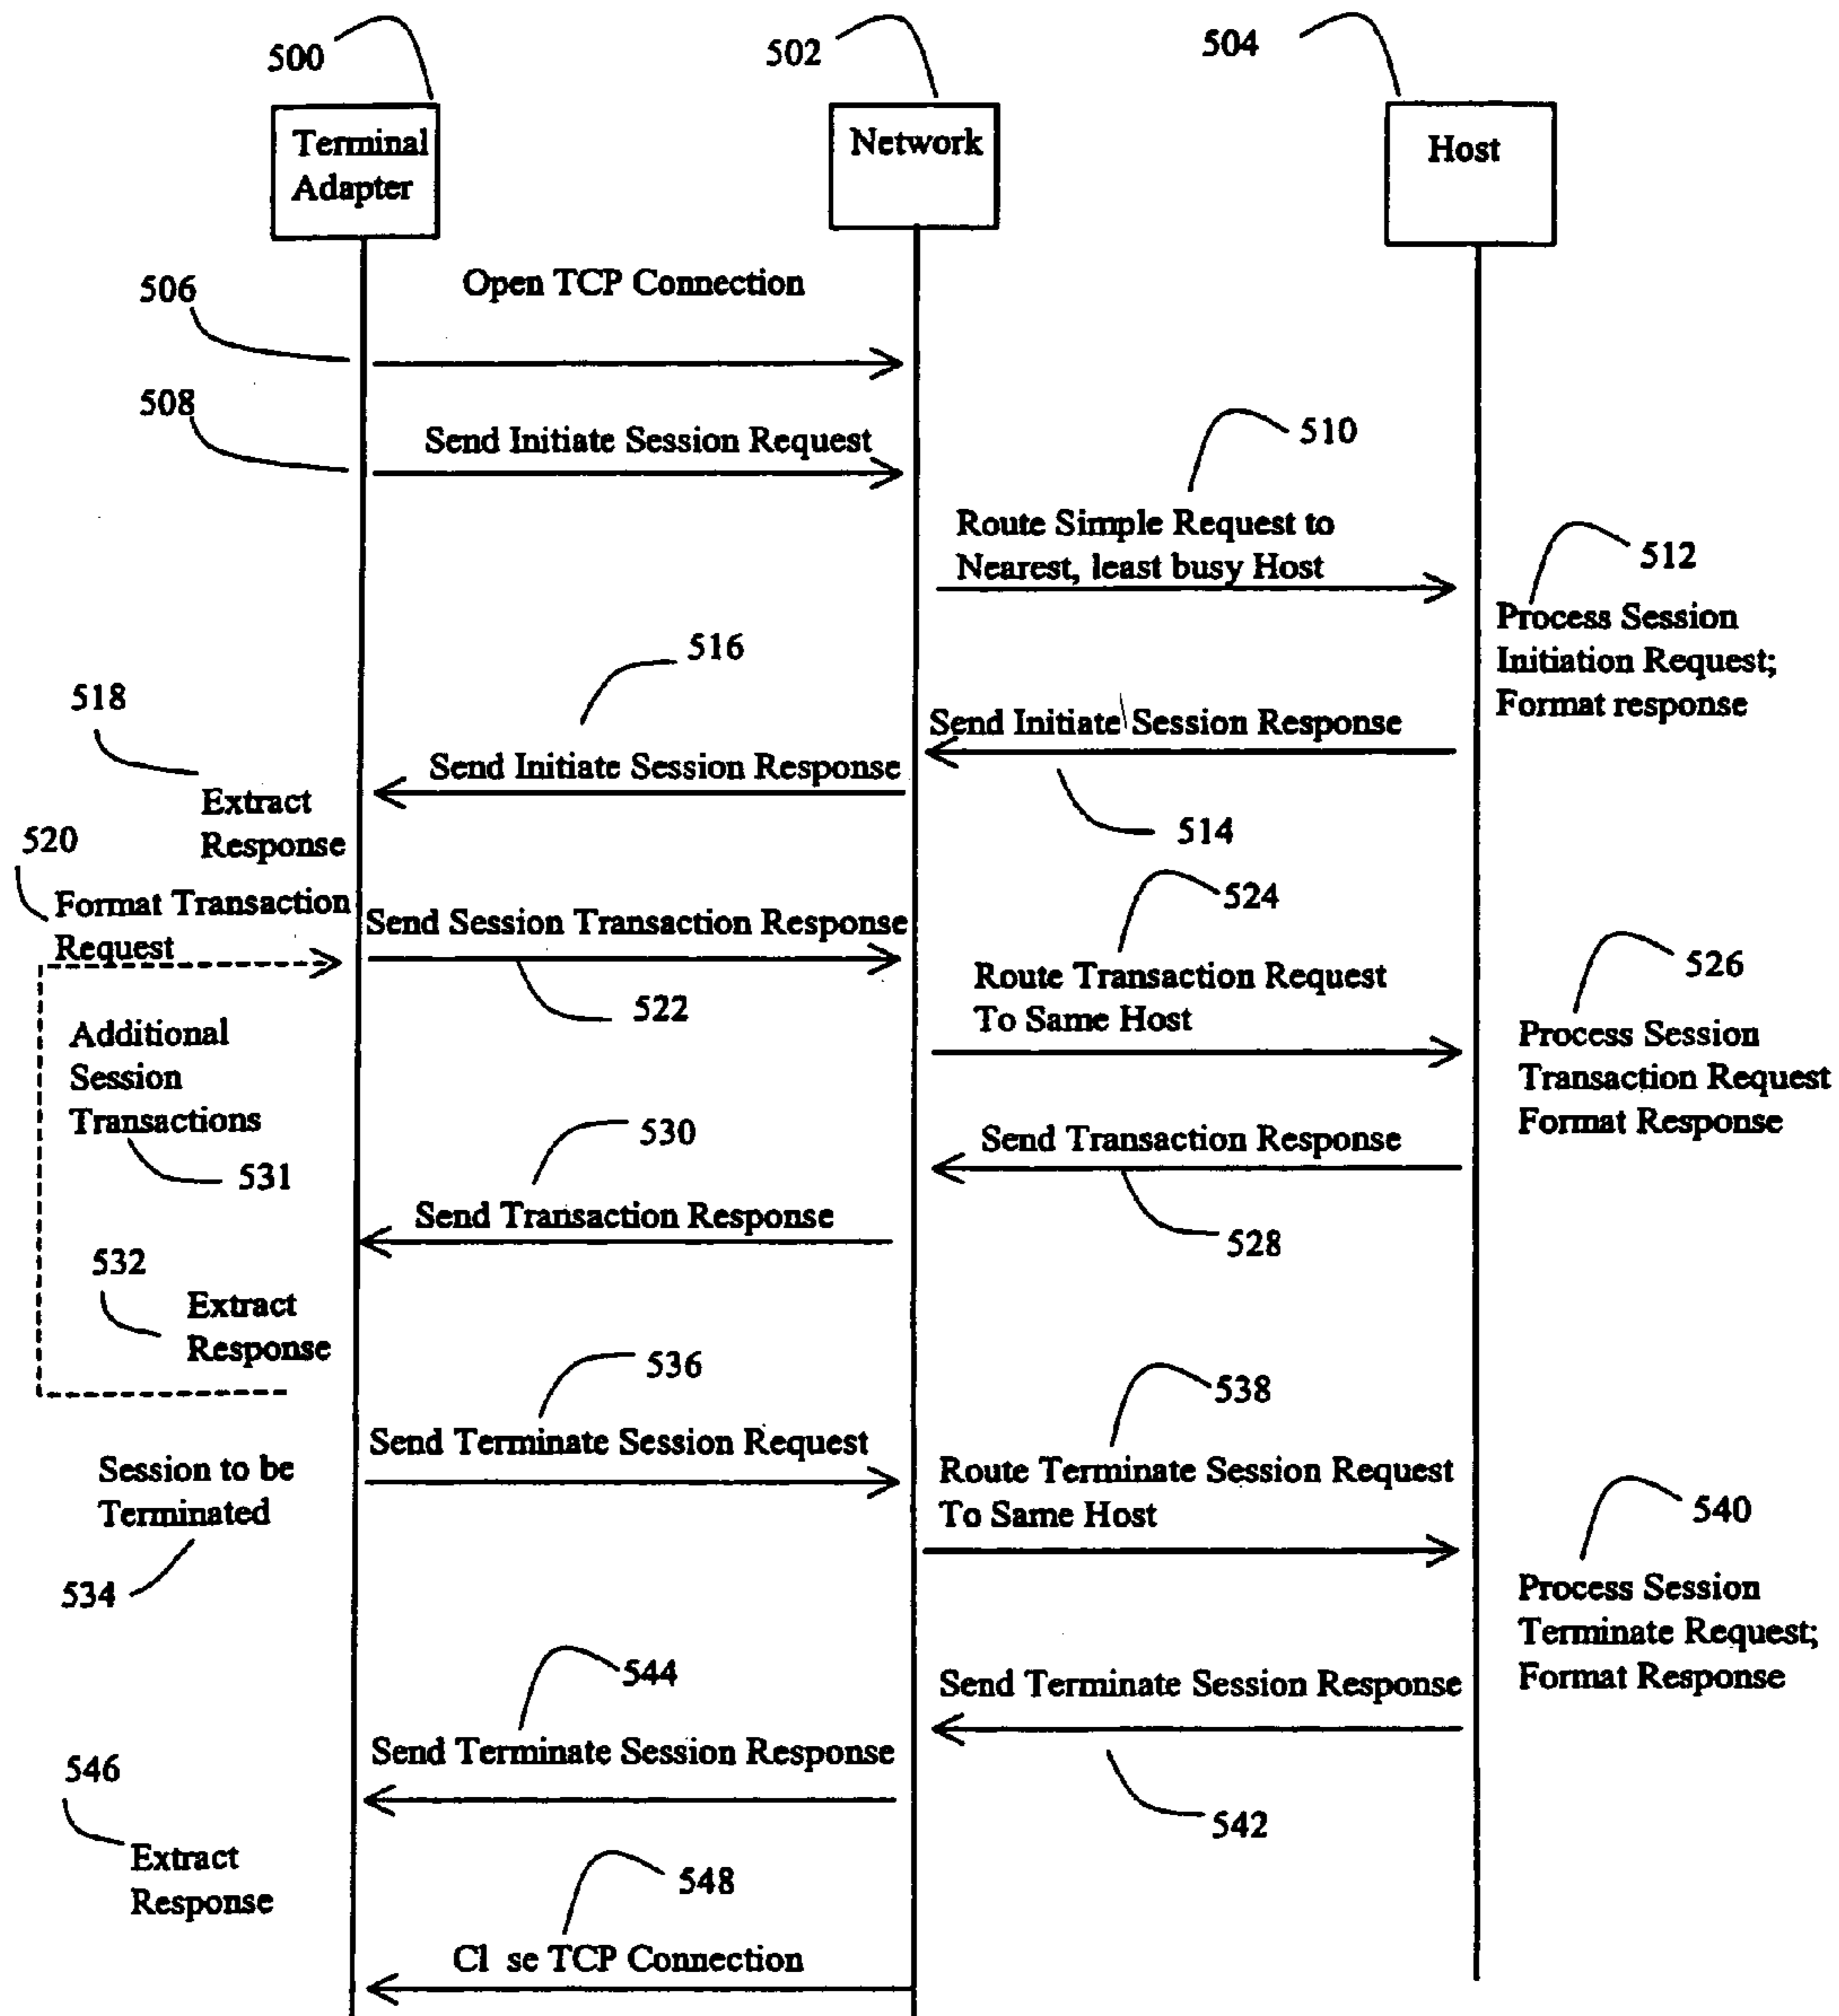 500
502
504
Terminal
Adapter
Network
Host
506
Open TCP Connection
508
Send Initiate Session Request
510
Route Simple Request to
Nearest, least busy Host
512
Process Session
Initiation Request;
Format response
516
518
Send Initiate Session Response
Send Initiate Session Response
Extract
Response
514
520
Format Transaction
Request
Send Session Transaction Response
522
524
Route Transaction Request
To Same Host
526
Process Session
Transaction Request
Format Response
Additional
Session
Transactions
531
530
Send Transaction Response
528
Send Transaction Response
532
Extract
Response
536
Send Terminate Session Request
538
Route Terminate Session Request
To Same Host
Session to be
Terminated
534
540
Process Session
Terminate Request;
Format Response
544
Send Terminate Session Response
542
Send Terminate Session Response
546
Extract
Response
548
Cl se TCP Connection